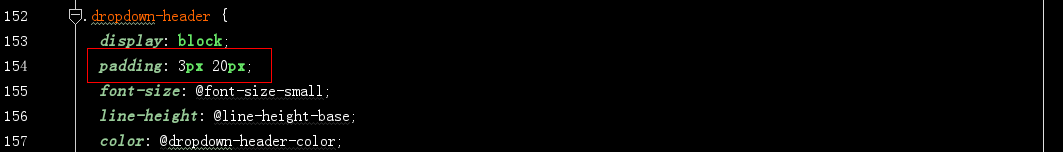 152 .dropdown-header {
153 display: block;
154 padding: 3px 20px;
155 font-size: @font-size-small;
156 line-height: @line-height-base;
157 color: @dropdown-header-color;